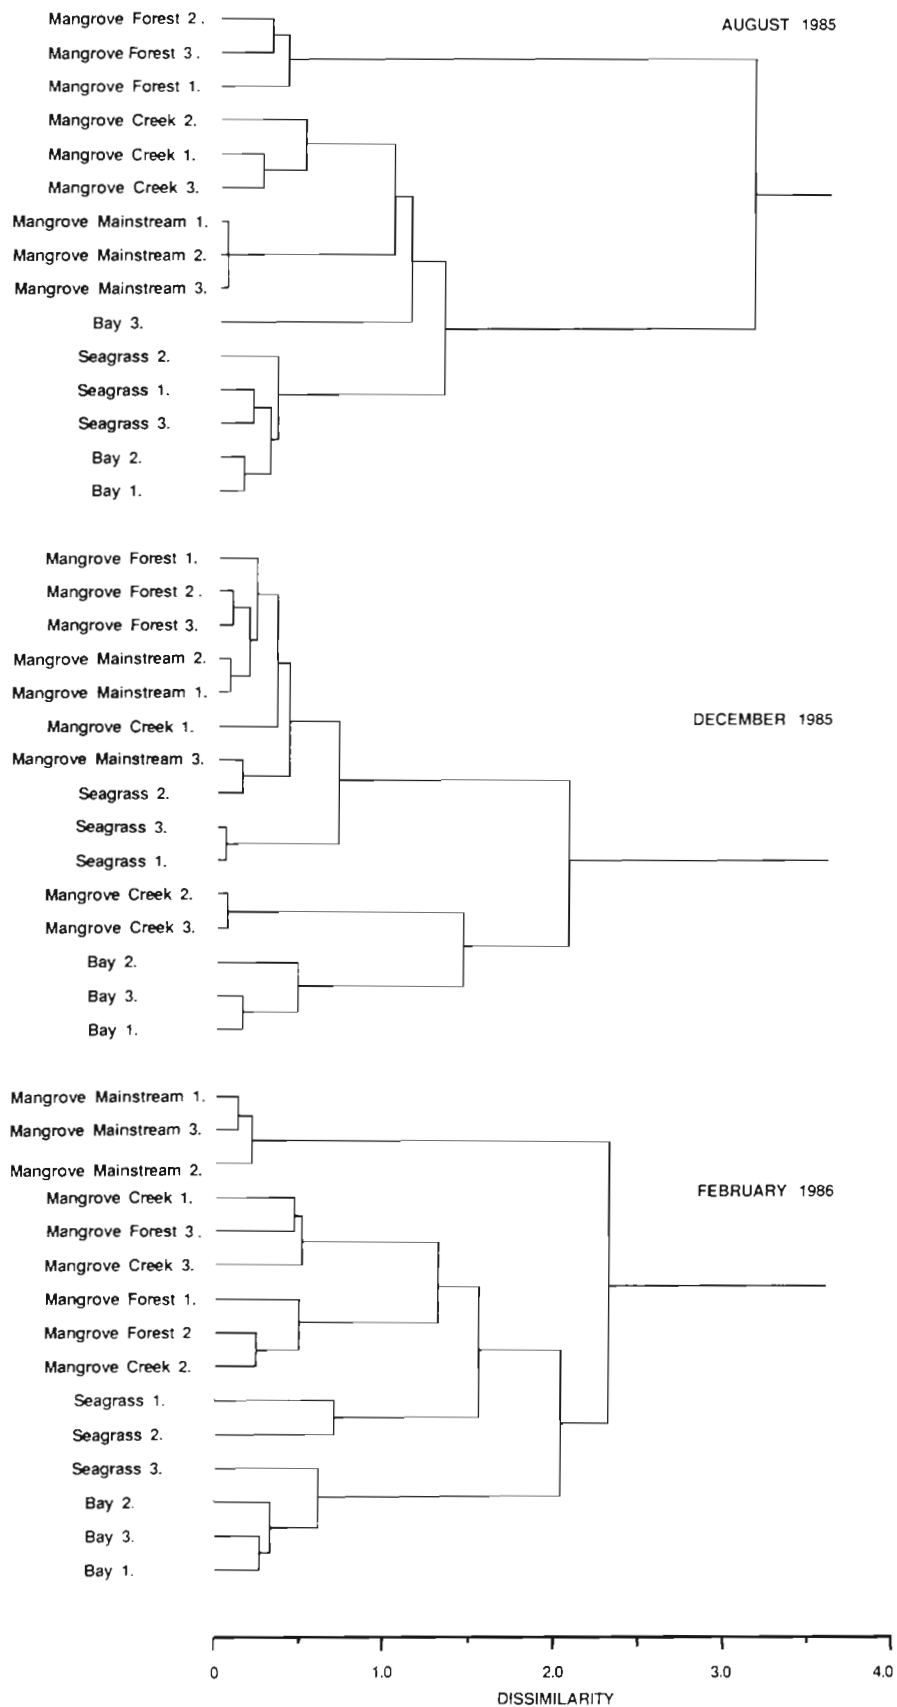 Mangrove Forest 2.
AUGUST 1985
Mangrove Forest 3.
Mangrove Forest 1.
Mangrove Creek 2.
Mangrove Creek 1.
Mangrove Creek 3.
Mangrove Mainstream 1.
Mangrove Mainstream 2.
Mangrove Mainstream 3.
Bay 3.
Seagrass 2.
Seagrass 1.
Seagrass 3.
Bay 2.
Bay 1.
Mangrove Forest 1.
Mangrove Forest 2.
Mangrove Forest 3.
Mangrove Mainstream 2.
Mangrove Mainstream 1.
DECEMBER 1985
Mangrove Creek 1.
Mangrove Mainstream 3.
Seagrass 2.
Seagrass 3.
Seagrass 1.
Mangrove Creek 2.
Mangrove Creek 3.
Bay 2.
Bay 3.
Bay 1.
Mangrove Mainstream 1.
Mangrove Mainstream 3.
Mangrove Mainstream 2.
FEBRUARY 1986
Mangrove Creek 1.
Mangrove Forest 3.
Mangrove Creek 3.
Mangrove Forest 1.
Mangrove Forest 2
Mangrove Creek 2.
Seagrass 1.
Seagrass 2.
Seagrass 3.
Bay 2.
Bay 3.
Bay 1.
0 1.0 2.0 3.0 4.0
DISSIMILARITY